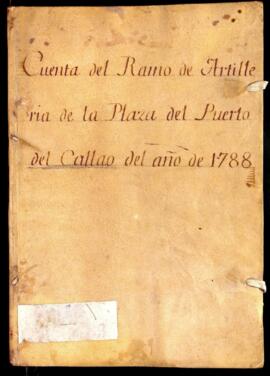 Cuenta del Ramo de Artille
ria de la Plaza del Puerto
del Callao del año de 1788